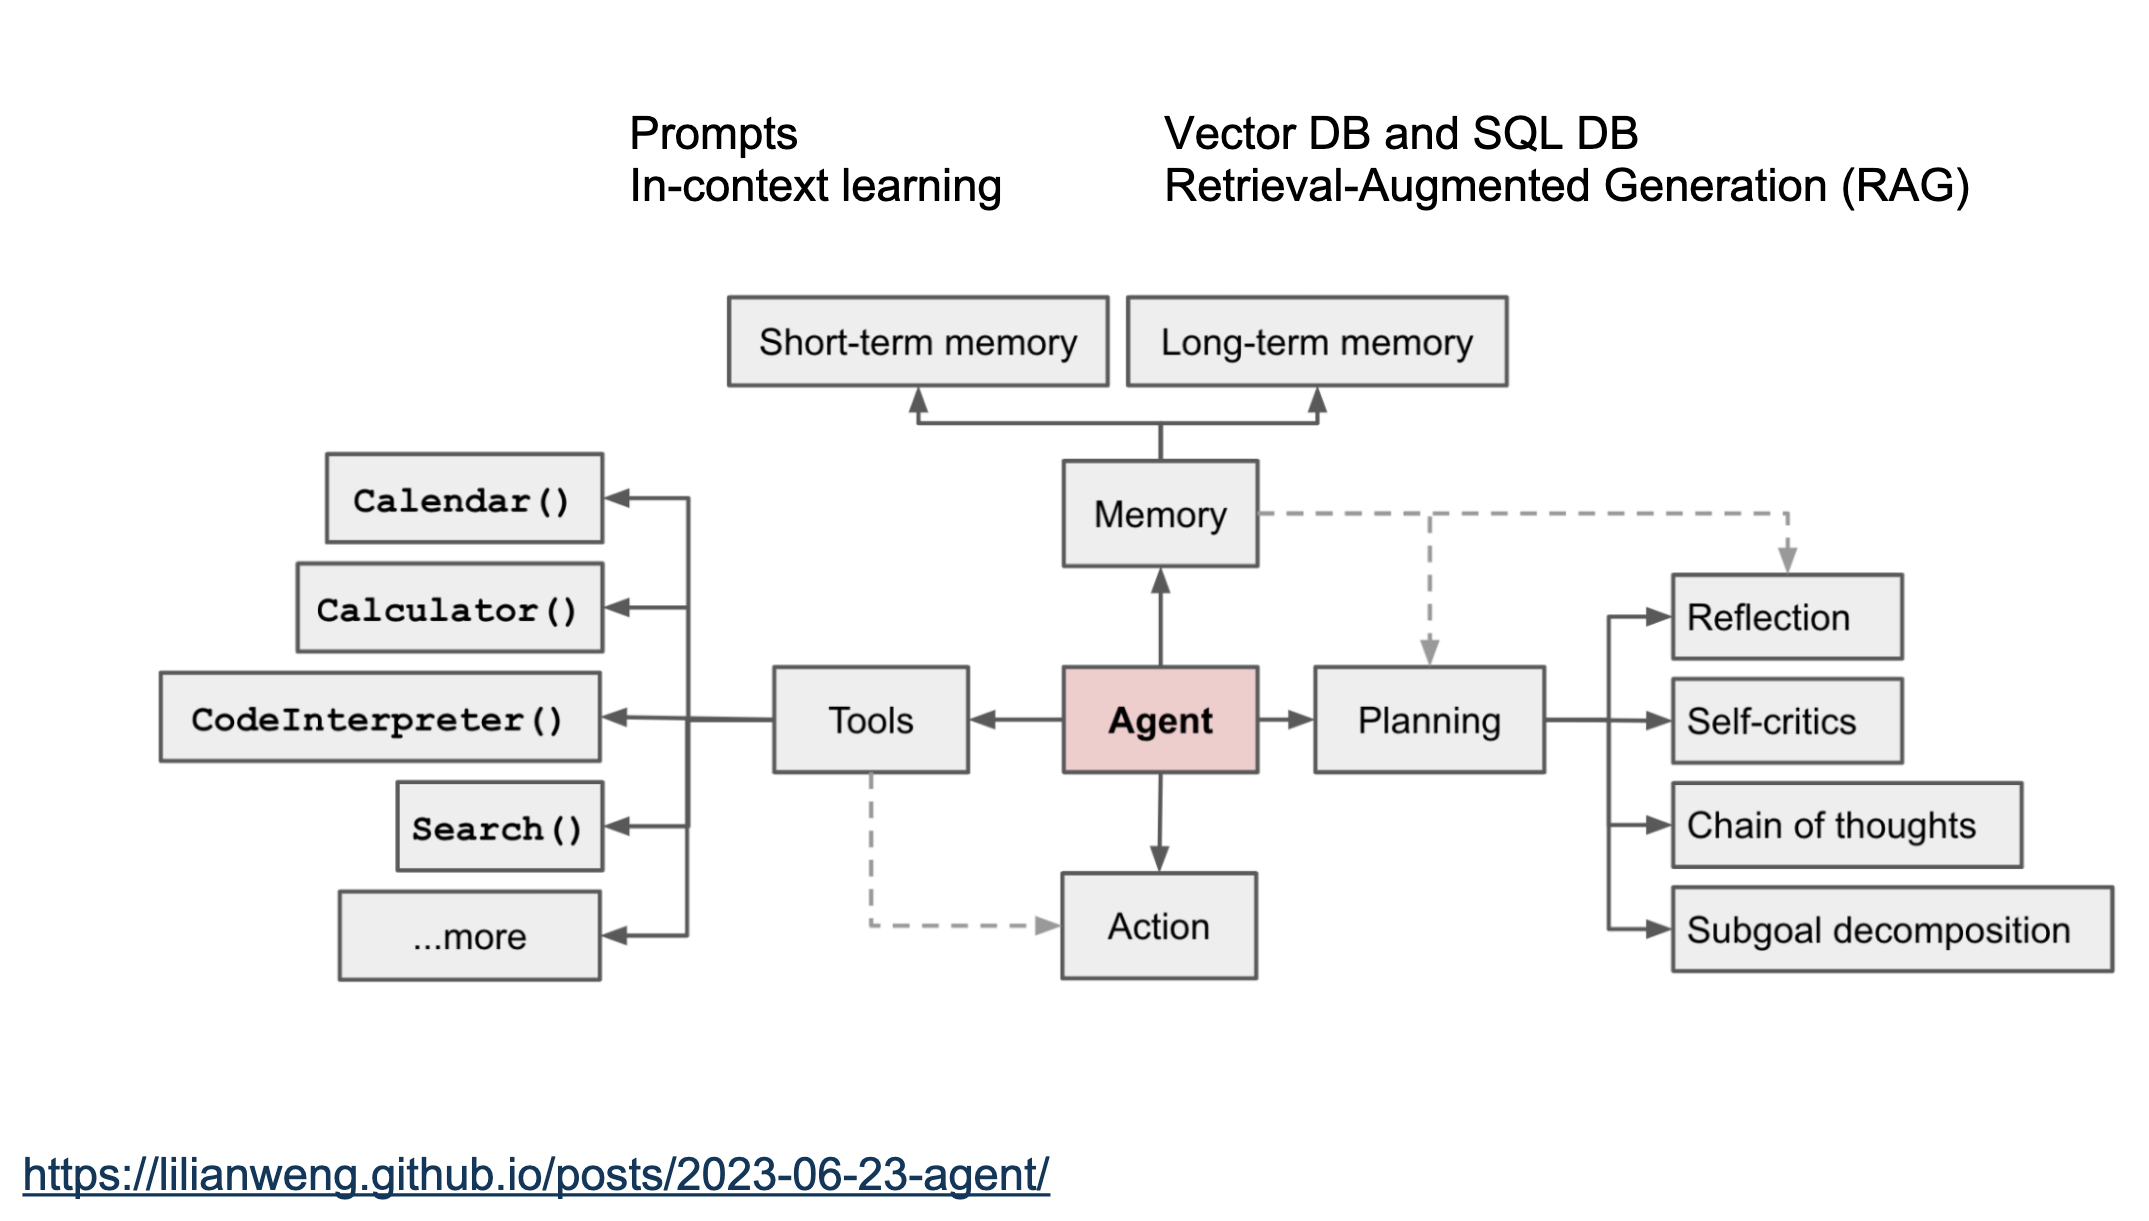 Prompts
In-context learning
Vector DB and SQL DB
Retrieval-Augmented Generation (RAG)
Short-term memory
Long-term memory
Memory
Calendar()
Calculator()
CodeInterpreter()
Search()
...more
Tools
Agent
Planning
Action
Reflection
Self-critics
Chain of thoughts
Subgoal decomposition
https://lilianweng.github.io/posts/2023-06-23-agent/